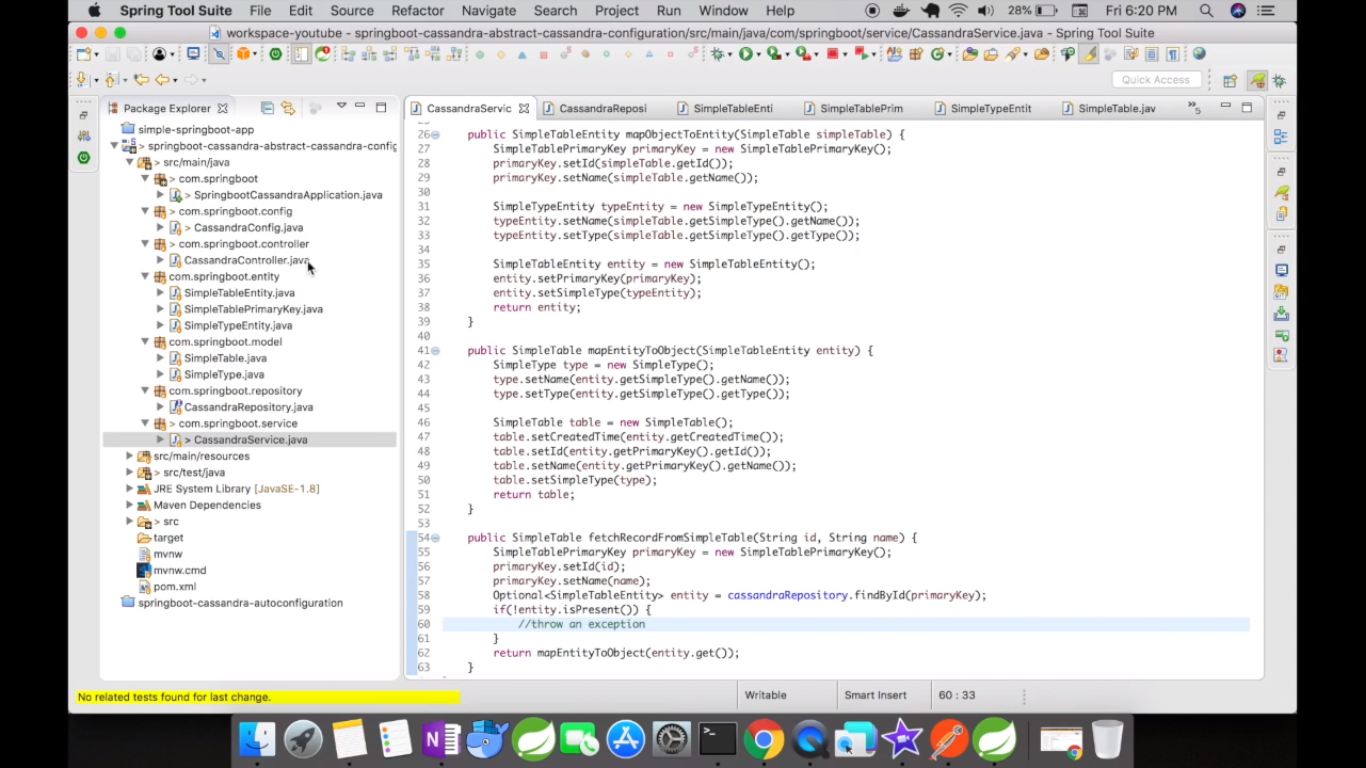 Spring Tool Suite File Edit Source Refactor Navigate Search Project Run Window Help 28% Fri 6:20 PM
workspace-youtube - springboot-cassandra-abstract-cassandra-configuration/src/main/java/com/springboot/service/CassandraService.java - Spring Tool Suite
Quick Access
Package Explorer
CassandraServic CassandraReposi SimpleTableEnti SimpleTablePrim SimpleTypeEntit SimpleTable.jav »5
simple-springboot-app
> springboot-cassandra-abstract-cassandra-config
> src/main/java
> com.springboot
> SpringbootCassandraApplication.java
> com.springboot.config
> CassandraConfig.java
> com.springboot.controller
CassandraController.java
com.springboot.entity
SimpleTableEntity.java
SimpleTablePrimaryKey.java
SimpleTypeEntity.java
com.springboot.model
SimpleTable.java
SimpleType.java
com.springboot.repository
CassandraRepository.java
> com.springboot.service
> CassandraService.java
src/main/resources
> src/test/java
JRE System Library [JavaSE-1.8]
Maven Dependencies
> src
target
mvnw
mvnw.cmd
pom.xml
springboot-cassandra-autoconfiguration
26 public SimpleTableEntity mapObjectToEntity(SimpleTable simpleTable) {
27 SimpleTablePrimaryKey primaryKey = new SimpleTablePrimaryKey();
28 primaryKey.setId(simpleTable.getId());
29 primaryKey.setName(simpleTable.getName());
30
31 SimpleTypeEntity typeEntity = new SimpleTypeEntity();
32 typeEntity.setName(simpleTable.getSimpleType().getName());
33 typeEntity.setType(simpleTable.getSimpleType().getType());
34
35 SimpleTableEntity entity = new SimpleTableEntity();
36 entity.setPrimaryKey(primaryKey);
37 entity.setSimpleType(typeEntity);
38 return entity;
39 }
40
41 public SimpleTable mapEntityToObject(SimpleTableEntity entity) {
42 SimpleType type = new SimpleType();
43 type.setName(entity.getSimpleType().getName());
44 type.setType(entity.getSimpleType().getType());
45
46 SimpleTable table = new SimpleTable();
47 table.setCreatedTime(entity.getCreatedTime());
48 table.setId(entity.getPrimaryKey().getId());
49 table.setName(entity.getPrimaryKey().getName());
50 table.setSimpleType(type);
51 return table;
52 }
53
54 public SimpleTable fetchRecordFromSimpleTable(String id, String name) {
55 SimpleTablePrimaryKey primaryKey = new SimpleTablePrimaryKey();
56 primaryKey.setId(id);
57 primaryKey.setName(name);
58 Optional<SimpleTableEntity> entity = cassandraRepository.findById(primaryKey);
59 if(!entity.isPresent()) {
60 //throw an exception
61 }
62 return mapEntityToObject(entity.get());
63 }
No related tests found for last change.
Writable Smart Insert 60 : 33